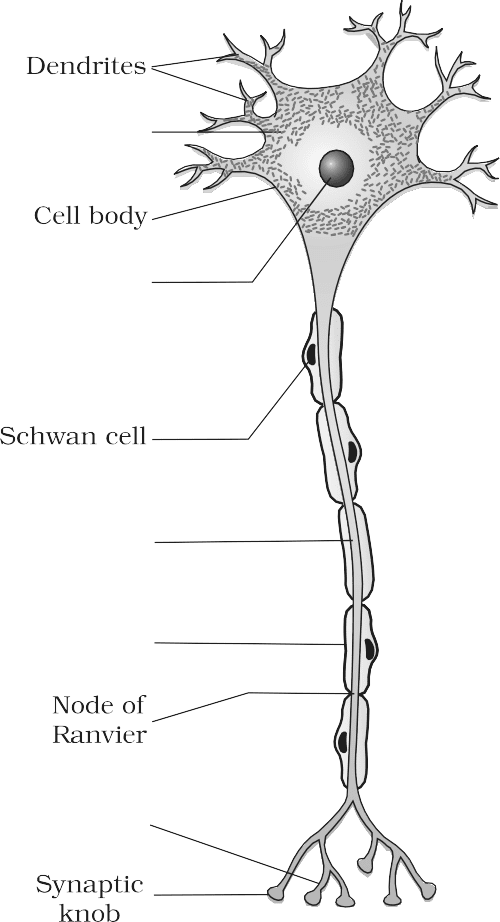 Dendrites
Cell body
Schwan cell
Node of
Ranvier
Synaptic
knob